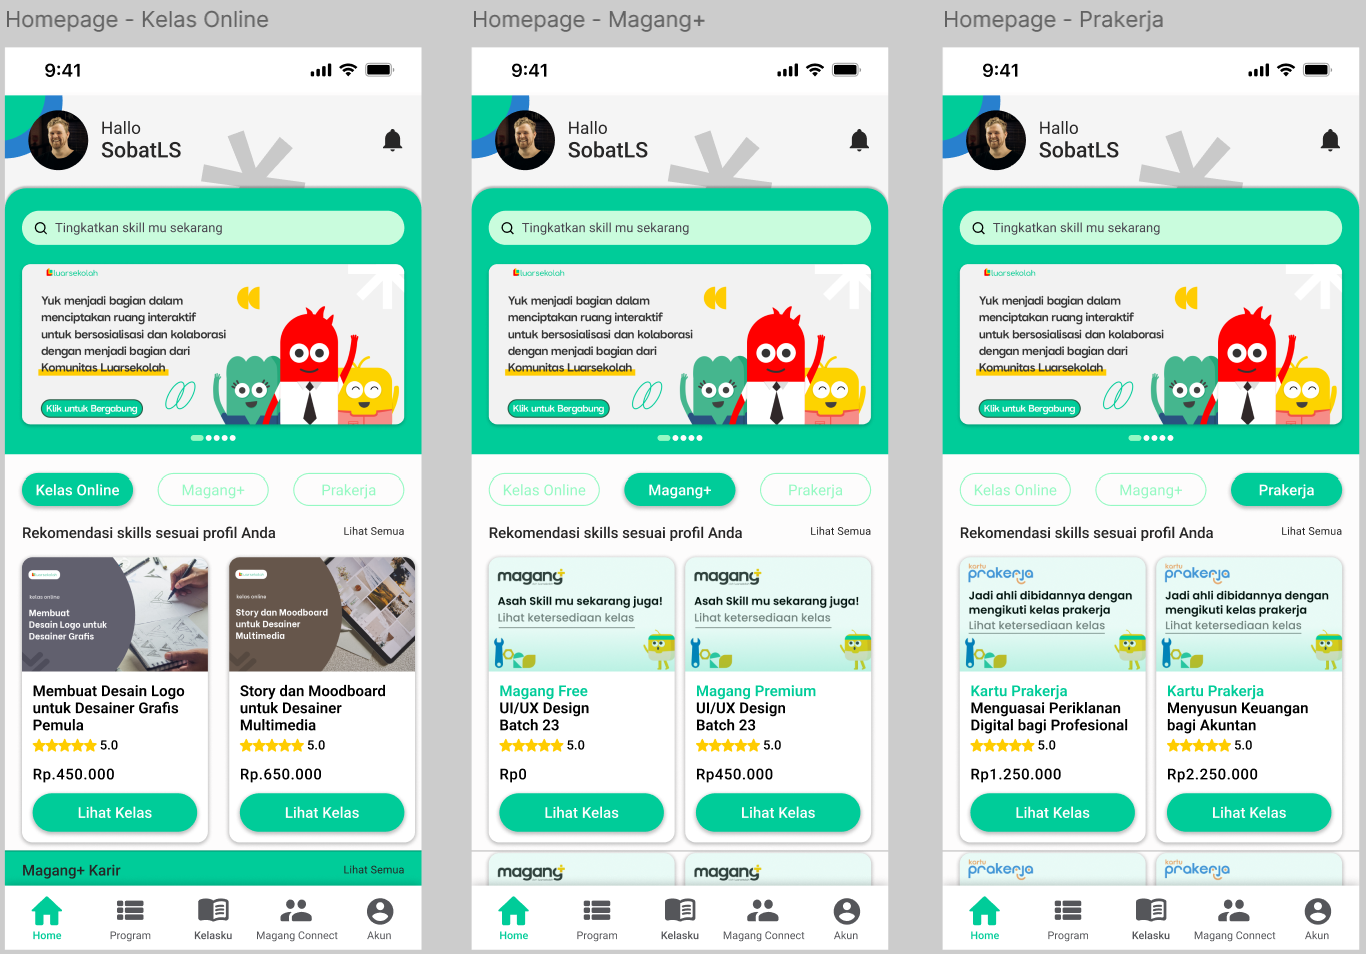 Homepage - Kelas Online
9:41
Hallo
SobatLS
Tingkatkan skill mu sekarang
luarsekolah
Yuk menjadi bagian dalam
menciptakan ruang interaktif
untuk bersosialisasi dan kolaborasi
dengan menjadi bagian dari
Komunitas Luarsekolah
Klik untuk Bergabung
Kelas Online
Magang+
Prakerja
Rekomendasi skills sesuai profil Anda
Lihat Semua
luarsekolah
kelas online
Membuat
Desain Logo untuk
Desainer Grafis
Membuat Desain Logo
untuk Desainer Grafis
Pemula
5.0
Rp.450.000
Lihat Kelas
luarsekolah
kelas online
Story dan Moodboard
untuk Desainer
Multimedia
Story dan Moodboard
untuk Desainer
Multimedia
5.0
Rp.650.000
Lihat Kelas
Magang+ Karir
Lihat Semua
Home
Program
Kelasku
Magang Connect
Akun
Homepage - Magang+
9:41
Hallo
SobatLS
Tingkatkan skill mu sekarang
luarsekolah
Yuk menjadi bagian dalam
menciptakan ruang interaktif
untuk bersosialisasi dan kolaborasi
dengan menjadi bagian dari
Komunitas Luarsekolah
Klik untuk Bergabung
Kelas Online
Magang+
Prakerja
Rekomendasi skills sesuai profil Anda
Lihat Semua
magang+
Asah Skill mu sekarang juga!
Lihat ketersediaan kelas
Magang Free
UI/UX Design
Batch 23
5.0
Rp0
Lihat Kelas
magang+
Asah Skill mu sekarang juga!
Lihat ketersediaan kelas
Magang Premium
UI/UX Design
Batch 23
5.0
Rp450.000
Lihat Kelas
magang+
magang+
Home
Program
Kelasku
Magang Connect
Akun
Homepage - Prakerja
9:41
Hallo
SobatLS
Tingkatkan skill mu sekarang
luarsekolah
Yuk menjadi bagian dalam
menciptakan ruang interaktif
untuk bersosialisasi dan kolaborasi
dengan menjadi bagian dari
Komunitas Luarsekolah
Klik untuk Bergabung
Kelas Online
Magang+
Prakerja
Rekomendasi skills sesuai profil Anda
Lihat Semua
kartu
prakerja
Jadi ahli dibidannya dengan
mengikuti kelas prakerja
Lihat ketersediaan kelas
Kartu Prakerja
Menguasai Periklanan
Digital bagi Profesional
5.0
Rp1.250.000
Lihat Kelas
kartu
prakerja
Jadi ahli dibidannya dengan
mengikuti kelas prakerja
Lihat ketersediaan kelas
Kartu Prakerja
Menyusun Keuangan
bagi Akuntan
5.0
Rp2.250.000
Lihat Kelas
kartu
prakerja
kartu
prakerja
Home
Program
Kelasku
Magang Connect
Akun